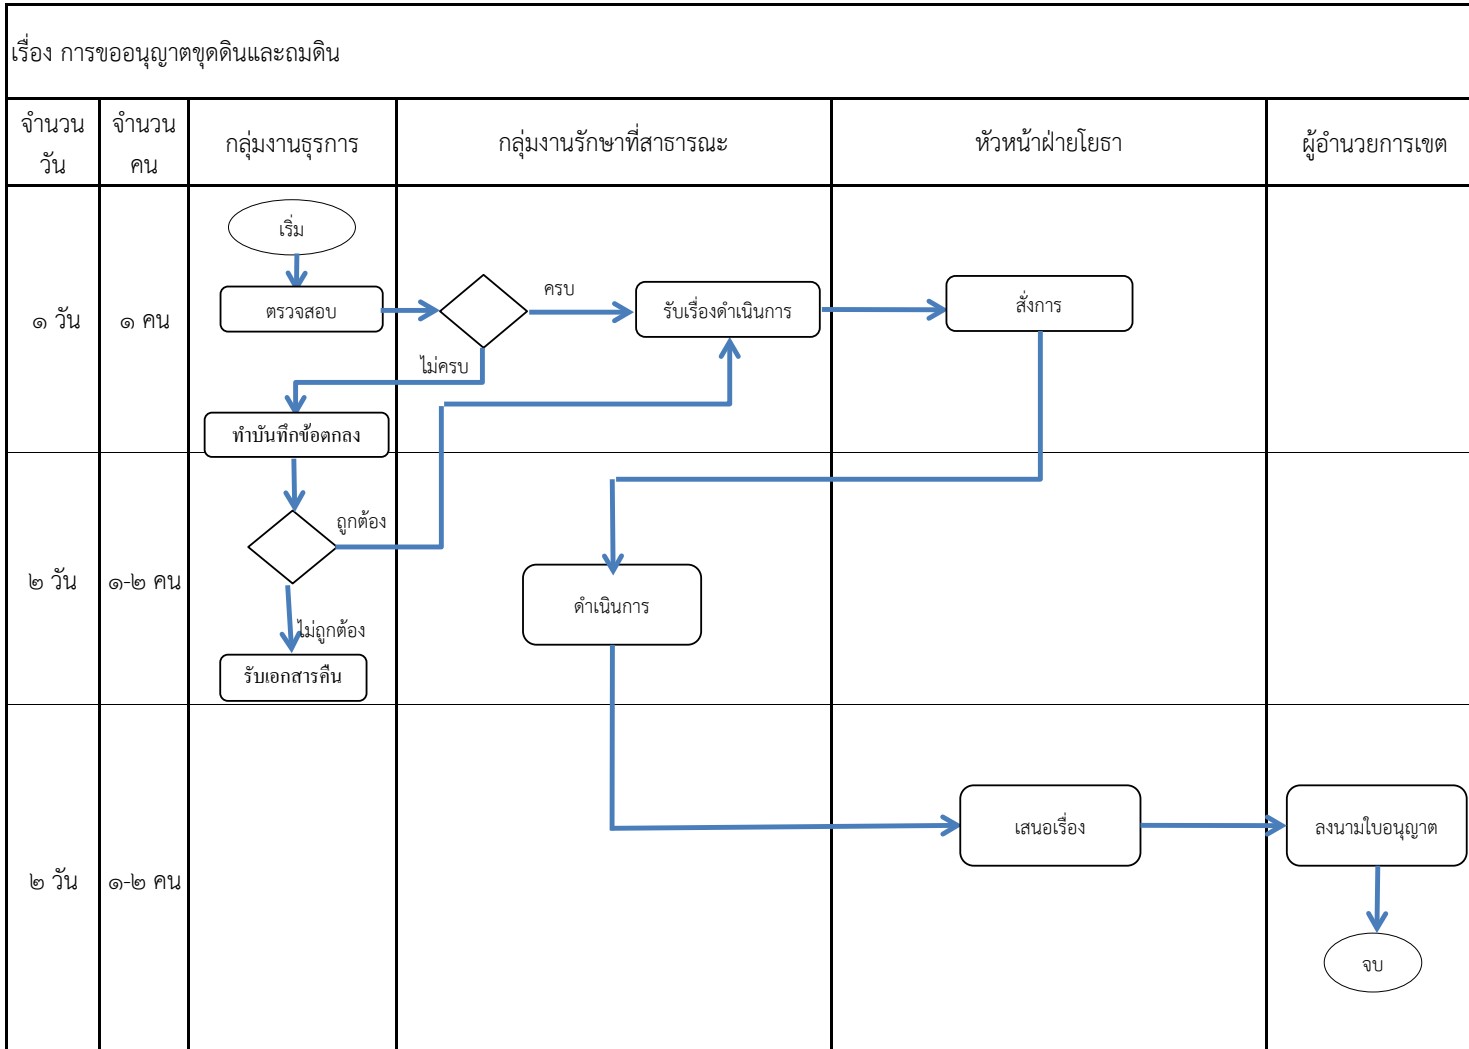 เรื่อง การขออนุญาตขุดดินและถมดิน
จำนวน
วัน
จำนวน
คน
กลุ่มงานธุรการ
กลุ่มงานรักษาที่สาธารณะ
หัวหน้าฝ่ายโยธา
ผู้อำนวยการเขต
เริ่ม
ตรวจสอบ
ครบ
รับเรื่องดำเนินการ
สั่งการ
๑ วัน
๑ คน
ไม่ครบ
ทำบันทึกข้อตกลง
ถูกต้อง
๒ วัน
๑-๒ คน
ดำเนินการ
ไม่ถูกต้อง
รับเอกสารคืน
เสนอเรื่อง
ลงนามใบอนุญาต
๒ วัน
๑-๒ คน
จบ